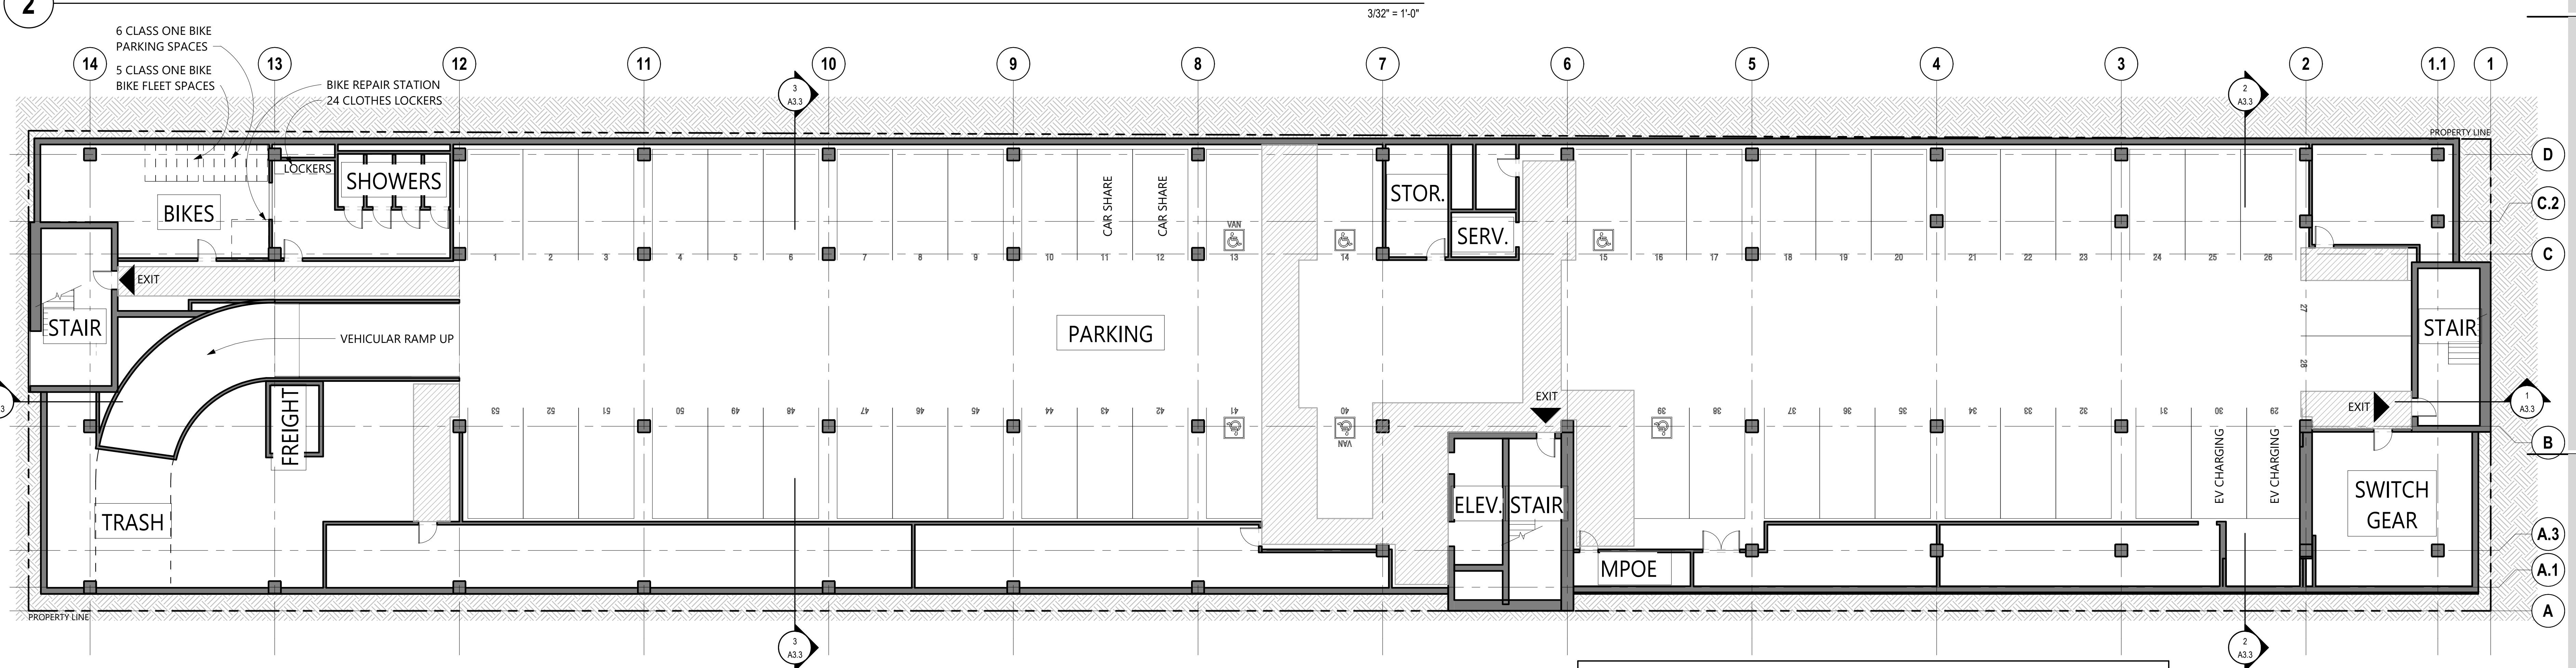 2
3/32" = 1'-0"
6 CLASS ONE BIKE
PARKING SPACES
5 CLASS ONE BIKE
BIKE FLEET SPACES
BIKE REPAIR STATION
24 CLOTHES LOCKERS
14 13 12 11 10 9 8 7 6 5 4 3 2 1.1 1
3
A3.3
2
A3.3
PROPERTY LINE
D
LOCKERS
SHOWERS
CAR SHARE
CAR SHARE
STOR.
BIKES
VAN
SERV.
C.2
1 2 3 4 5 6 7 8 9 10 11 12 13 14 15 16 17 18 19 20 21 22 23 24 25 26
C
EXIT
27
STAIR
VEHICULAR RAMP UP
PARKING
STAIR
28
3
EXIT
EXIT
1
A3.3
53 52 51 50 49 48 47 46 45 44 43 42 41 40 39 38 37 36 35 34 33 32 31 30 29
FREIGHT
VAN
B
EV CHARGING
EV CHARGING
TRASH
ELEV.
STAIR
SWITCH
GEAR
A.3
MPOE
A.1
A
PROPERTY LINE
3
A3.3
2
A3.3